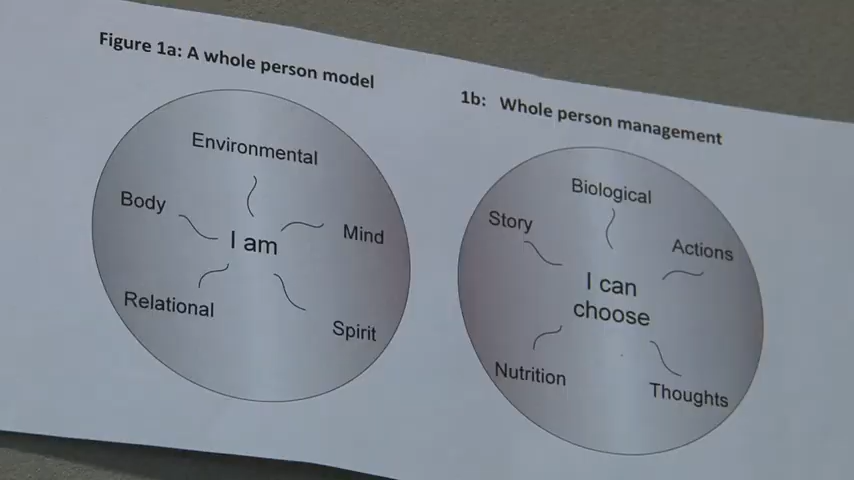 Figure 1a: A whole person model
Environmental
Body
Mind
I am
Relational
Spirit
1b: Whole person management
Biological
Story
Actions
I can
choose
Nutrition
Thoughts